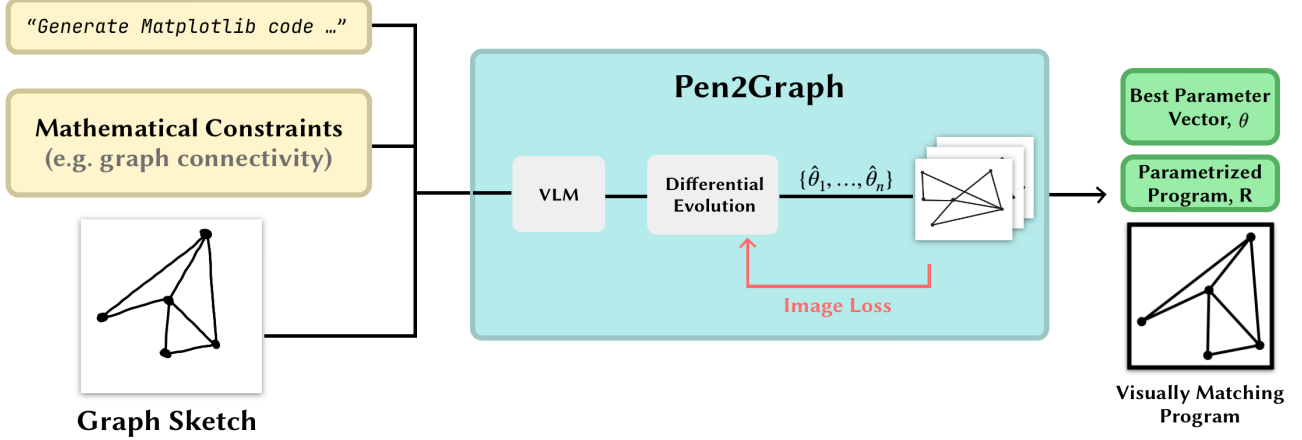 “Generate Matplotlib code …”
Mathematical Constraints
(e.g. graph connectivity)
Graph Sketch
Pen2Graph
VLM
Differential
Evolution
{θ̂₁, …, θ̂ₙ}
Image Loss
Best Parameter
Vector, θ
Parametrized
Program, R
Visually Matching
Program